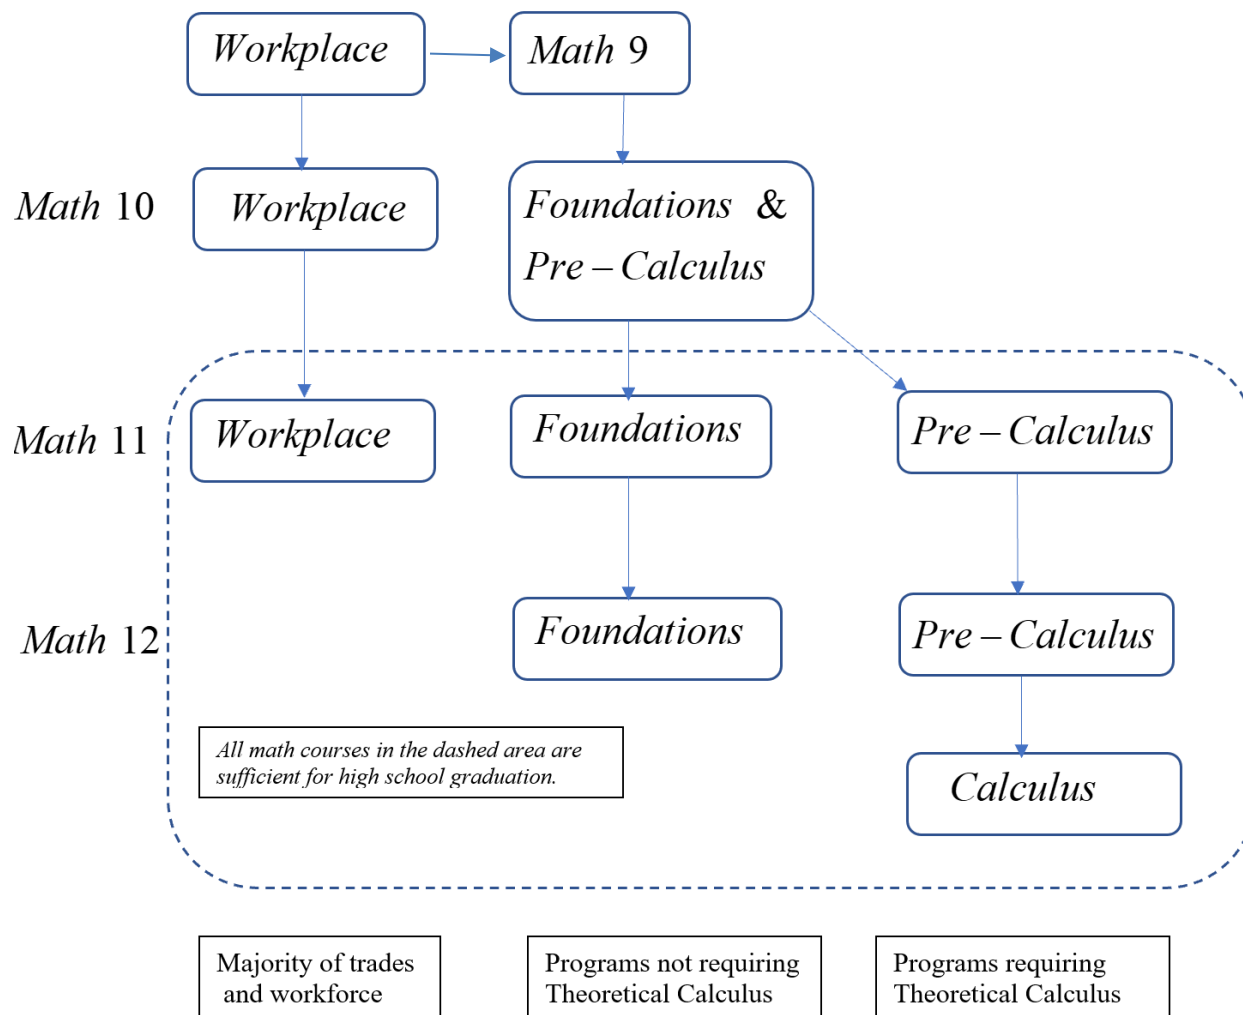 Workplace
Math 9
Math 10
Workplace
Foundations &
Pre – Calculus
Math 11
Workplace
Foundations
Pre – Calculus
Math 12
Foundations
Pre – Calculus
All math courses in the dashed area are
sufficient for high school graduation.
Calculus
Majority of trades
and workforce
Programs not requiring
Theoretical Calculus
Programs requiring
Theoretical Calculus